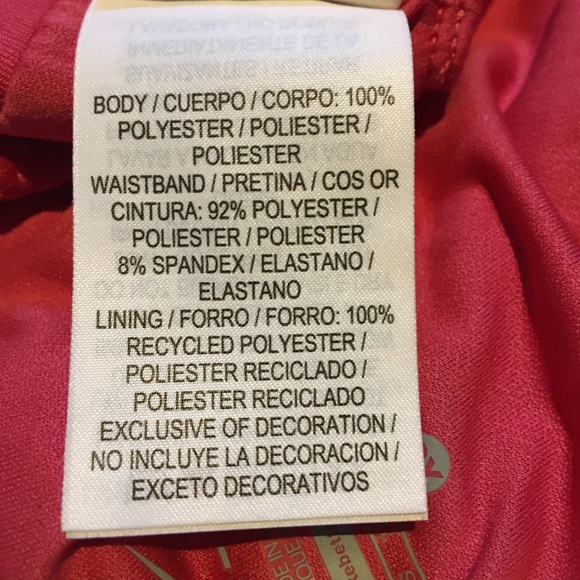 BODY / CUERPO / CORPO: 100%
POLYESTER / POLIESTER /
POLIESTER
WAISTBAND / PRETINA / COS OR
CINTURA: 92% POLYESTER /
POLIESTER / POLIESTER
8% SPANDEX / ELASTANO /
ELASTANO
LINING / FORRO / FORRO: 100%
RECYCLED POLYESTER /
POLIESTER RECICLADO /
POLIESTER RECICLADO
EXCLUSIVE OF DECORATION /
NO INCLUYE LA DECORACION /
EXCETO DECORATIVOS